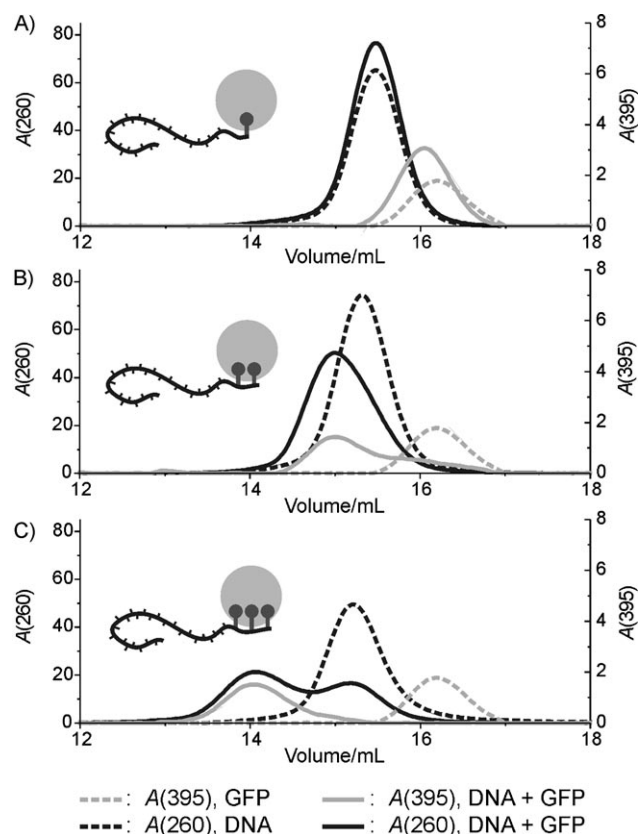 A)
80
60
40
20
0
A(260)
8
6
4
2
0
A(395)
12 14 16 18
Volume/mL
B)
80
60
40
20
0
A(260)
8
6
4
2
0
A(395)
12 14 16 18
Volume/mL
C)
80
60
40
20
0
A(260)
8
6
4
2
0
A(395)
12 14 16 18
Volume/mL
: A(395), GFP : A(395), DNA + GFP
: A(260), DNA : A(260), DNA + GFP